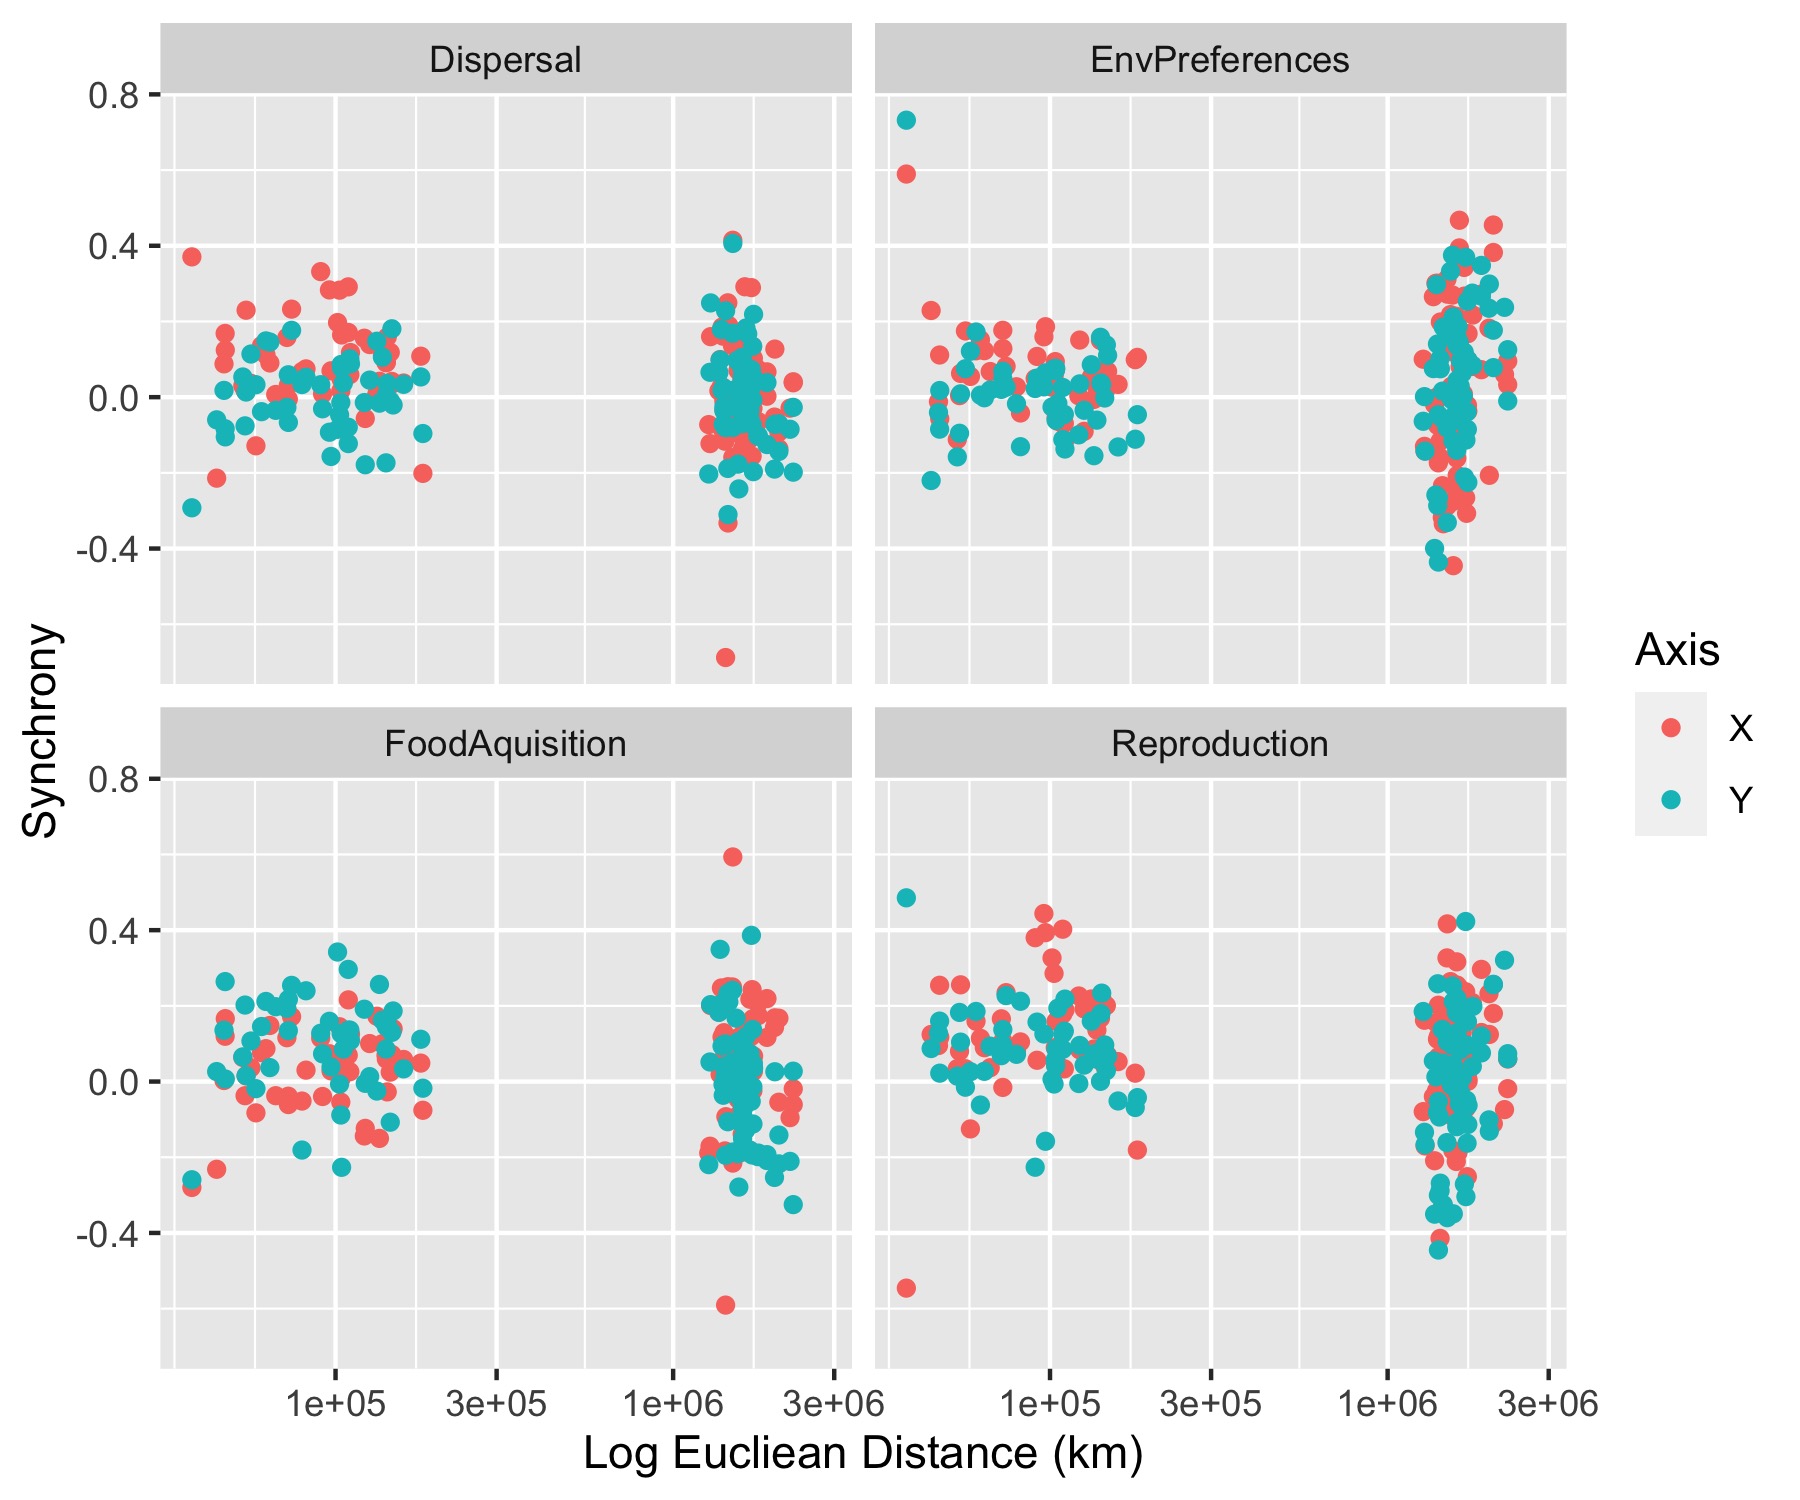 Dispersal
EnvPreferences
0.8
0.4
0.0
-0.4
FoodAquisition
Reproduction
0.8
0.4
0.0
-0.4
Synchrony
1e+05 3e+05 1e+06 3e+06 1e+05 3e+05 1e+06 3e+06
Log Eucliean Distance (km)
Axis
X
Y